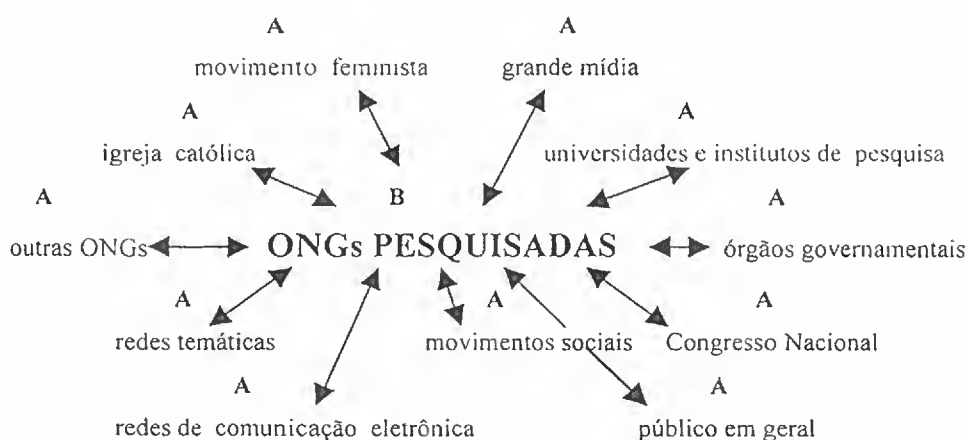 A A
movimento feminista grande mídia
A A
igreja católica universidades e institutos de pesquisa
A B A
outras ONGs ONGs PESQUISADAS órgãos governamentais
A A A
redes temáticas movimentos sociais Congresso Nacional
A A
redes de comunicação eletrônica público em geral